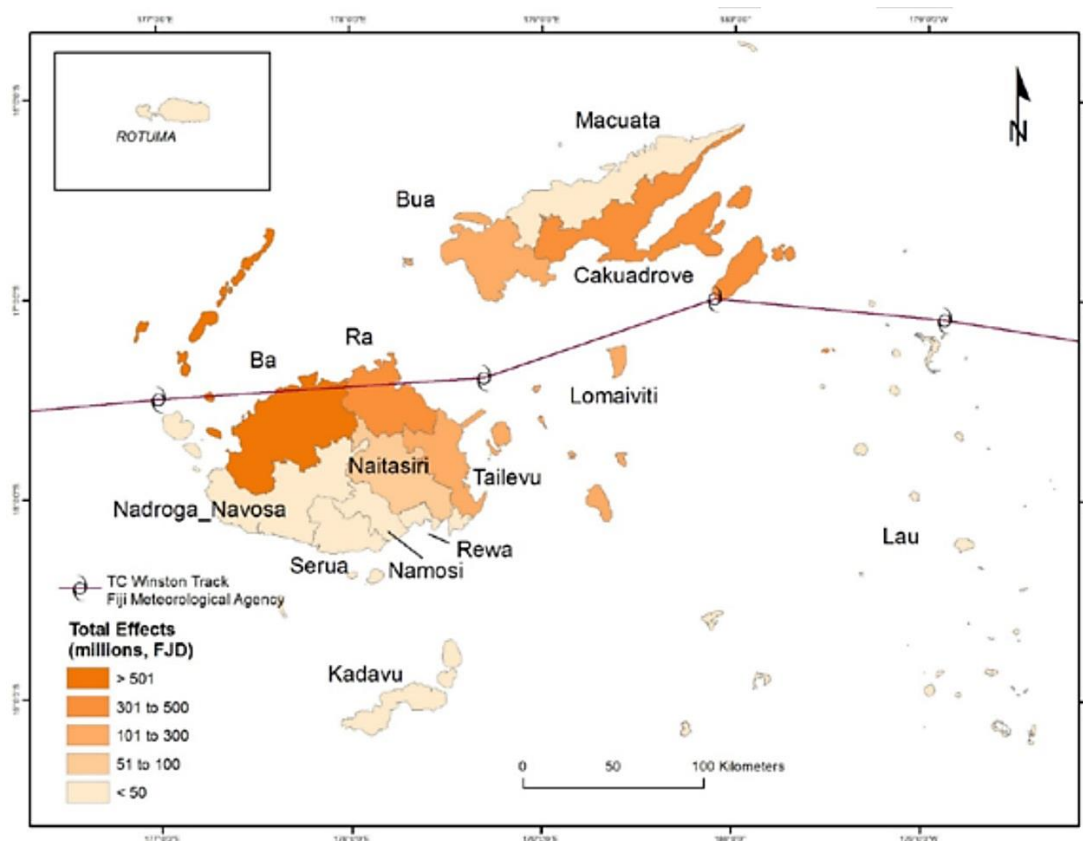 ROTUMA
N
Macuata
Bua
Cakuadrove
Ra
Ba
Lomaiviti
Naitasiri
Tailevu
Nadroga_Navosa
Lau
Rewa
Serua
Namosi
TC Winston Track
Fiji Meteorological Agency
Total Effects
(millions, FJD)
> 501
301 to 500
101 to 300
51 to 100
< 50
Kadavu
0 50 100 Kilometers